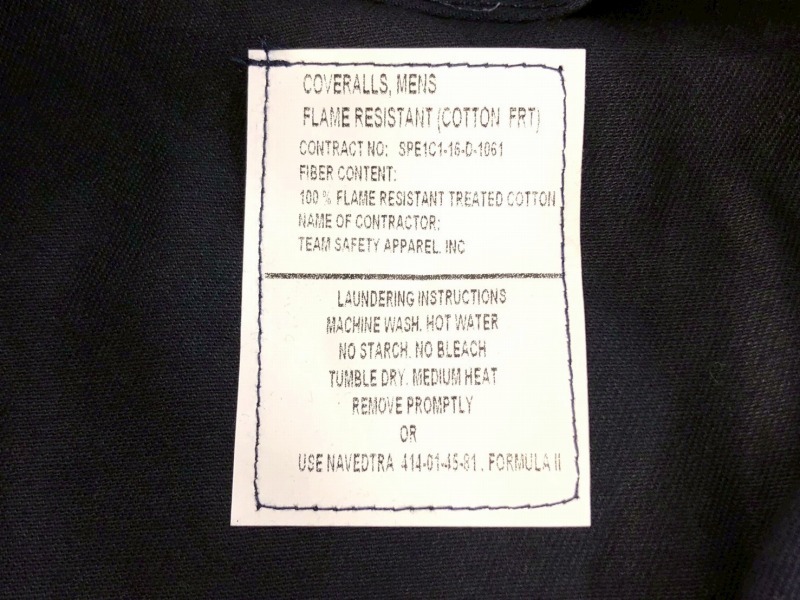 COVERALLS, MENS
FLAME RESISTANT (COTTON FRT)
CONTRACT NO: SPE1C1-16-D-1061
FIBER CONTENT:
100 % FLAME RESISTANT TREATED COTTON
NAME OF CONTRACTOR:
TEAM SAFETY APPAREL. INC
LAUNDERING INSTRUCTIONS
MACHINE WASH. HOT WATER
NO STARCH. NO BLEACH
TUMBLE DRY. MEDIUM HEAT
REMOVE PROMPTLY
OR
USE NAVEDTRA 414-01-45-81 . FORMULA II